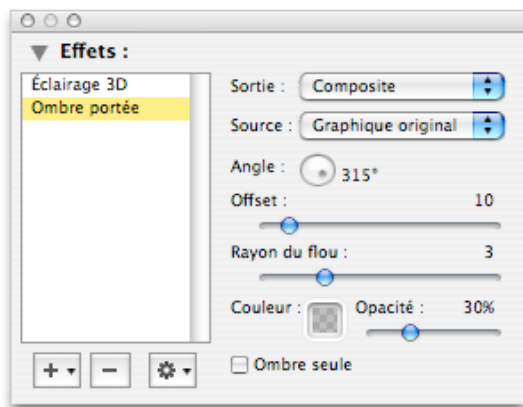 Effets :
Éclairage 3D
Ombre portée
Sortie : Composite
Source : Graphique original
Angle : 315°
Offset : 10
Rayon du flou : 3
Couleur : Opacité : 30%
Ombre seule